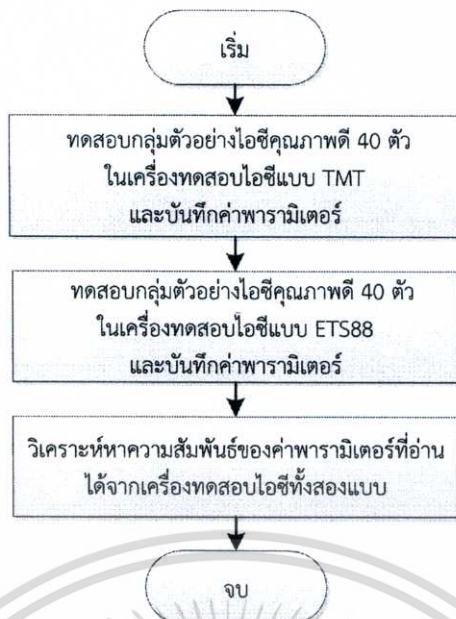 เริ่ม
ทดสอบกลุ่มตัวอย่างไอซีคุณภาพดี 40 ตัว
ในเครื่องทดสอบไอซีแบบ TMT
และบันทึกค่าพารามิเตอร์
ทดสอบกลุ่มตัวอย่างไอซีคุณภาพดี 40 ตัว
ในเครื่องทดสอบไอซีแบบ ETS88
และบันทึกค่าพารามิเตอร์
วิเคราะห์หาความสัมพันธ์ของค่าพารามิเตอร์ที่อ่าน
ได้จากเครื่องทดสอบไอซีทั้งสองแบบ
จบ